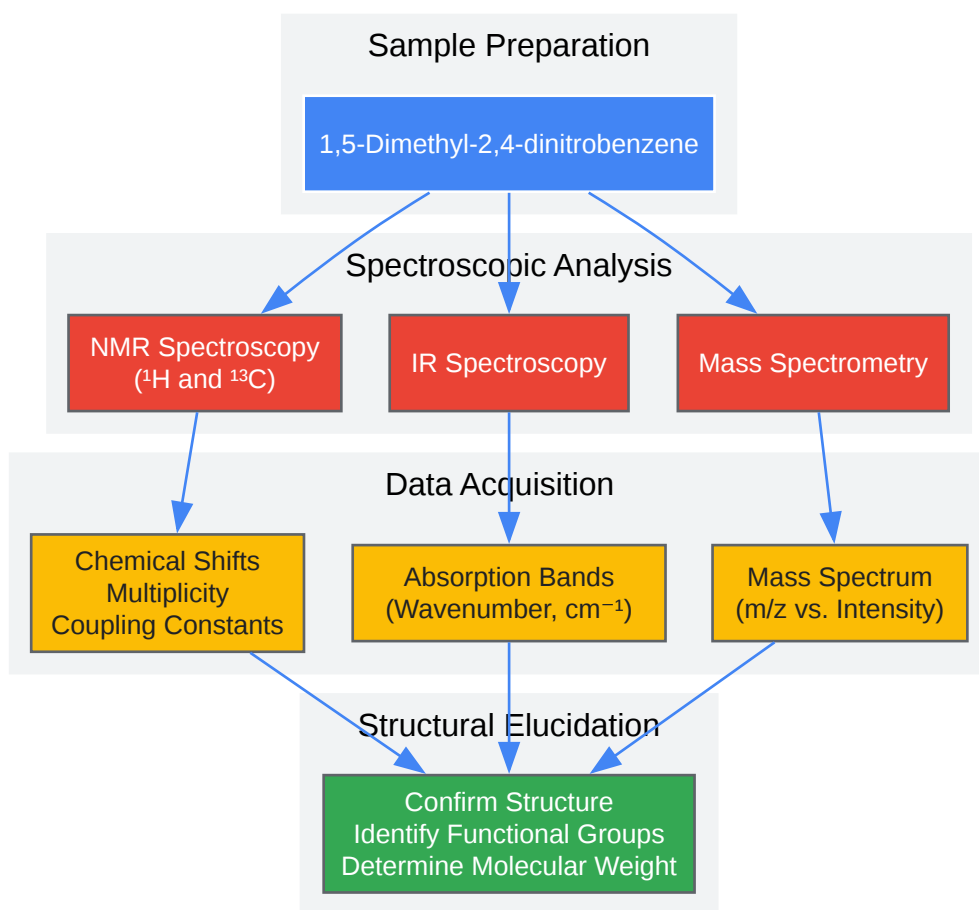 Sample Preparation
1,5-Dimethyl-2,4-dinitrobenzene
Spectroscopic Analysis
NMR Spectroscopy
(¹H and ¹³C)
IR Spectroscopy
Mass Spectrometry
Data Acquisition
Chemical Shifts
Multiplicity
Coupling Constants
Absorption Bands
(Wavenumber, cm⁻¹)
Mass Spectrum
(m/z vs. Intensity)
Structural Elucidation
Confirm Structure
Identify Functional Groups
Determine Molecular Weight